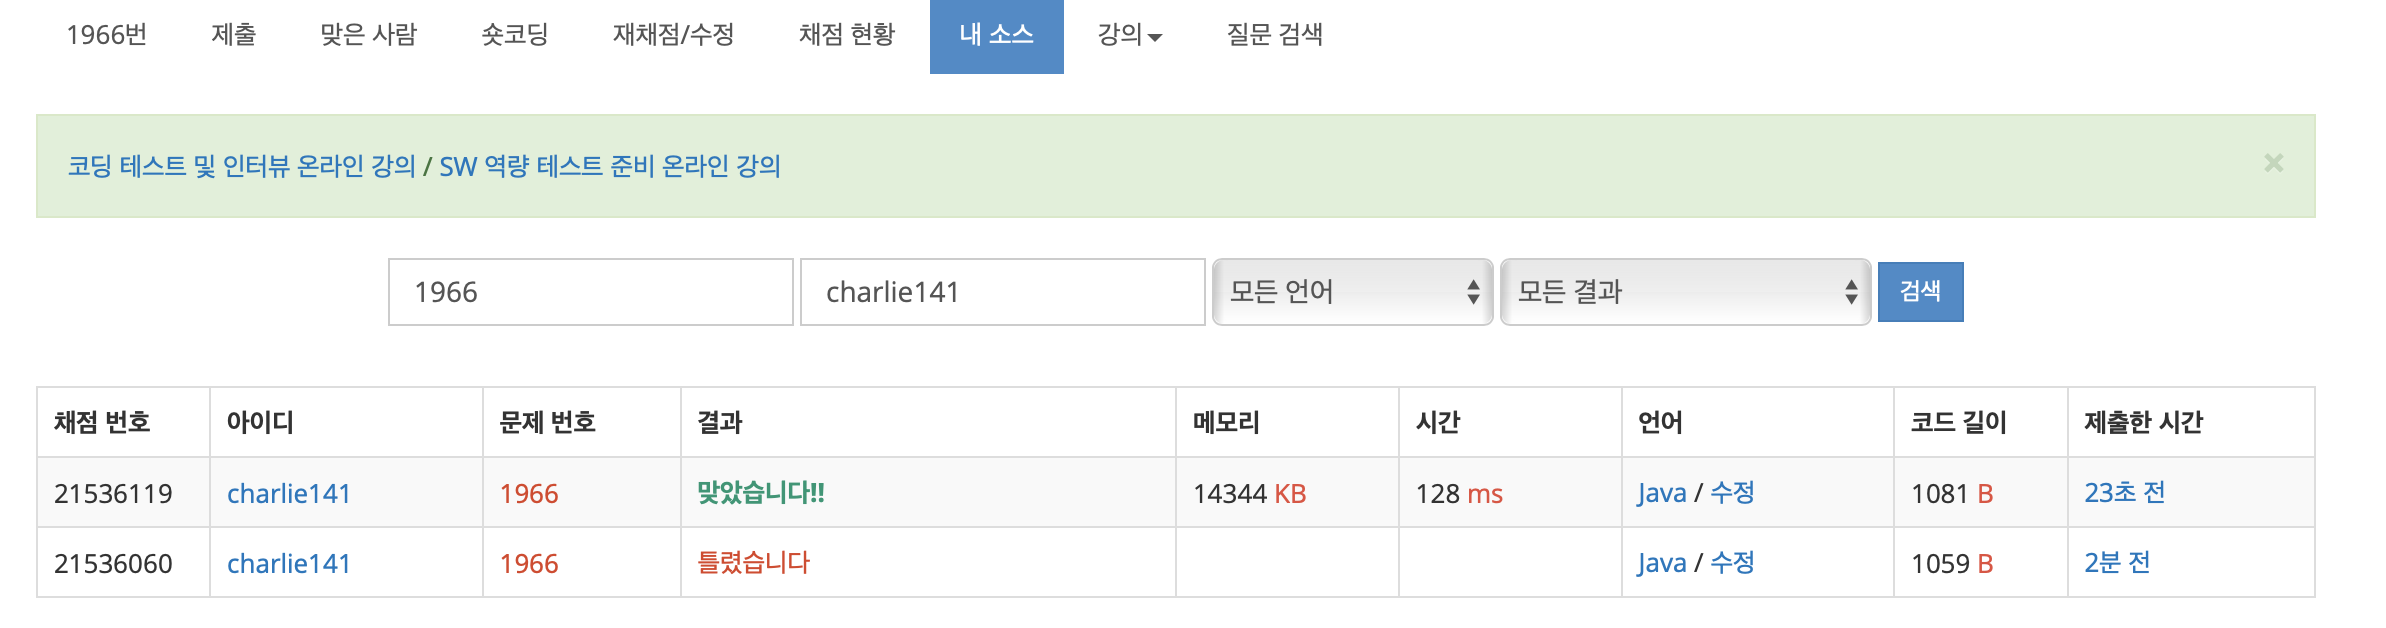 1966번 제출 맞은 사람 숏코딩 재채점/수정 채점 현황 내 소스 강의 질문 검색
코딩 테스트 및 인터뷰 온라인 강의 / SW 역량 테스트 준비 온라인 강의 ×
1966 charlie141 모든 언어 모든 결과 검색
채점 번호 아이디 문제 번호 결과 메모리 시간 언어 코드 길이 제출한 시간
21536119 charlie141 1966 맞았습니다!! 14344 KB 128 ms Java / 수정 1081 B 23초 전
21536060 charlie141 1966 틀렸습니다 Java / 수정 1059 B 2분 전